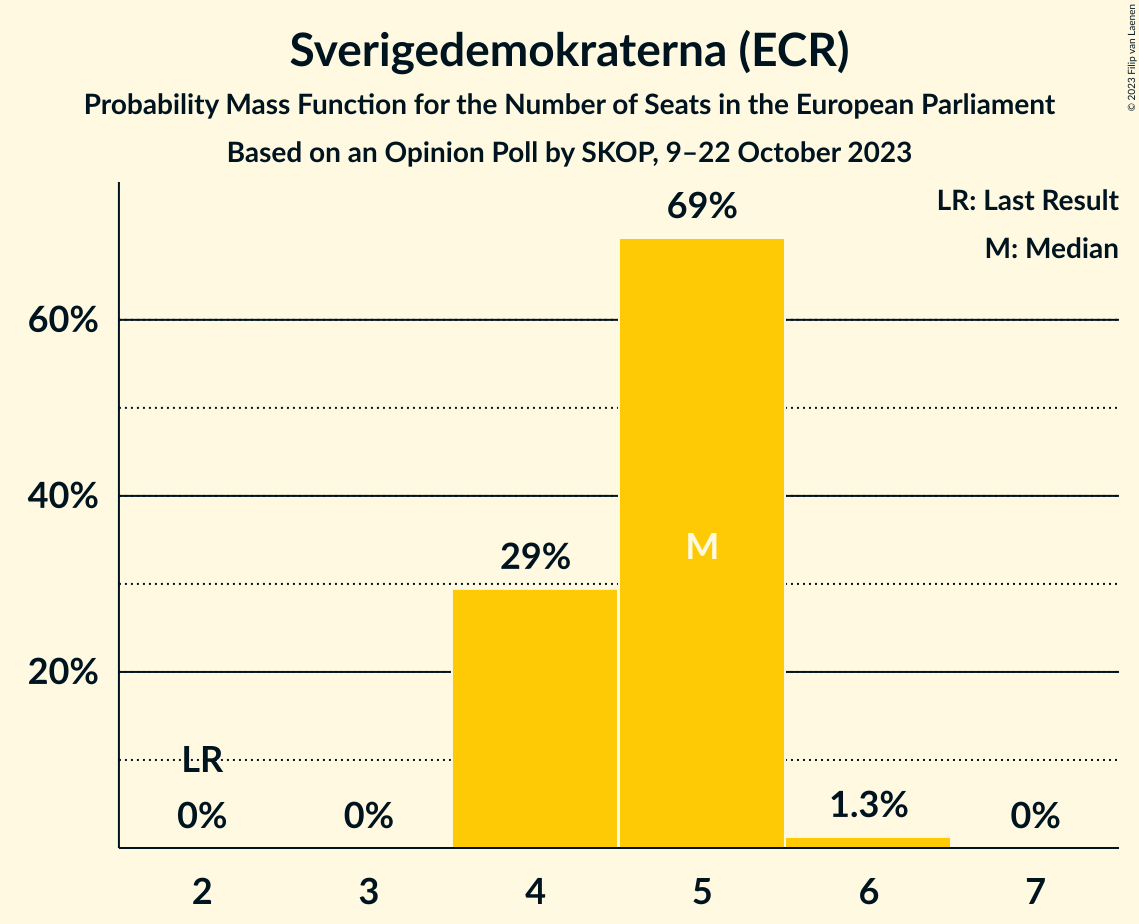 Sverigedemokraterna (ECR)
Probability Mass Function for the Number of Seats in the European Parliament
Based on an Opinion Poll by SKOP, 9–22 October 2023
© 2023 Filip van Laenen
LR: Last Result
M: Median
69%
60%
40%
M
29%
20%
LR
0%
0%
1.3%
0%
2
3
4
5
6
7